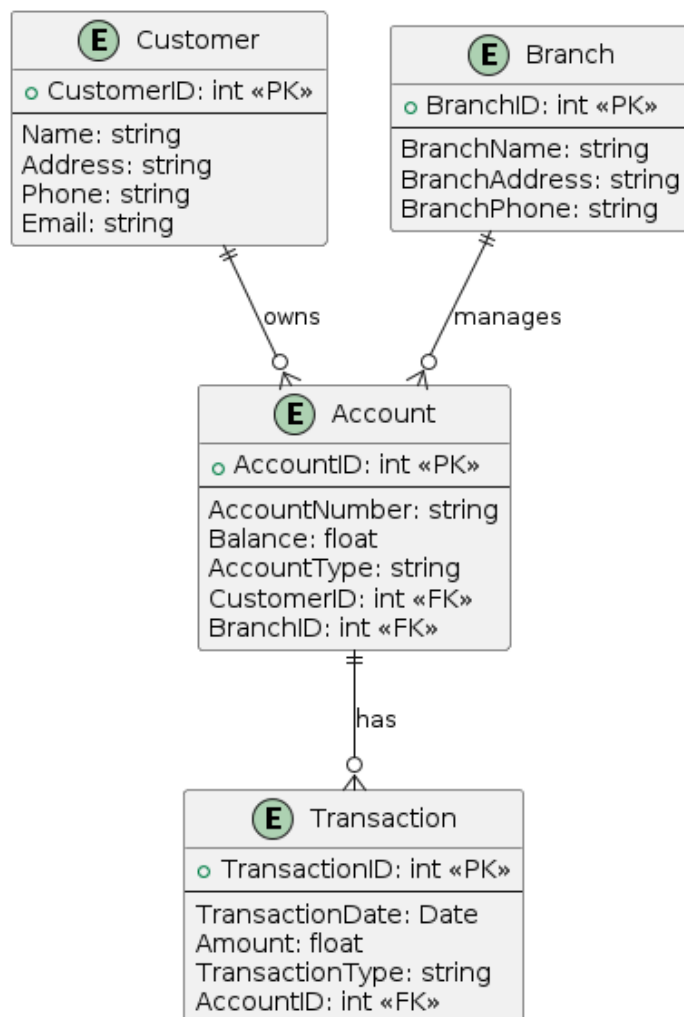 E Customer
CustomerID: int «PK»
Name: string
Address: string
Phone: string
Email: string
E Branch
BranchID: int «PK»
BranchName: string
BranchAddress: string
BranchPhone: string
owns
manages
E Account
AccountID: int «PK»
AccountNumber: string
Balance: float
AccountType: string
CustomerID: int «FK»
BranchID: int «FK»
has
E Transaction
TransactionID: int «PK»
TransactionDate: Date
Amount: float
TransactionType: string
AccountID: int «FK»